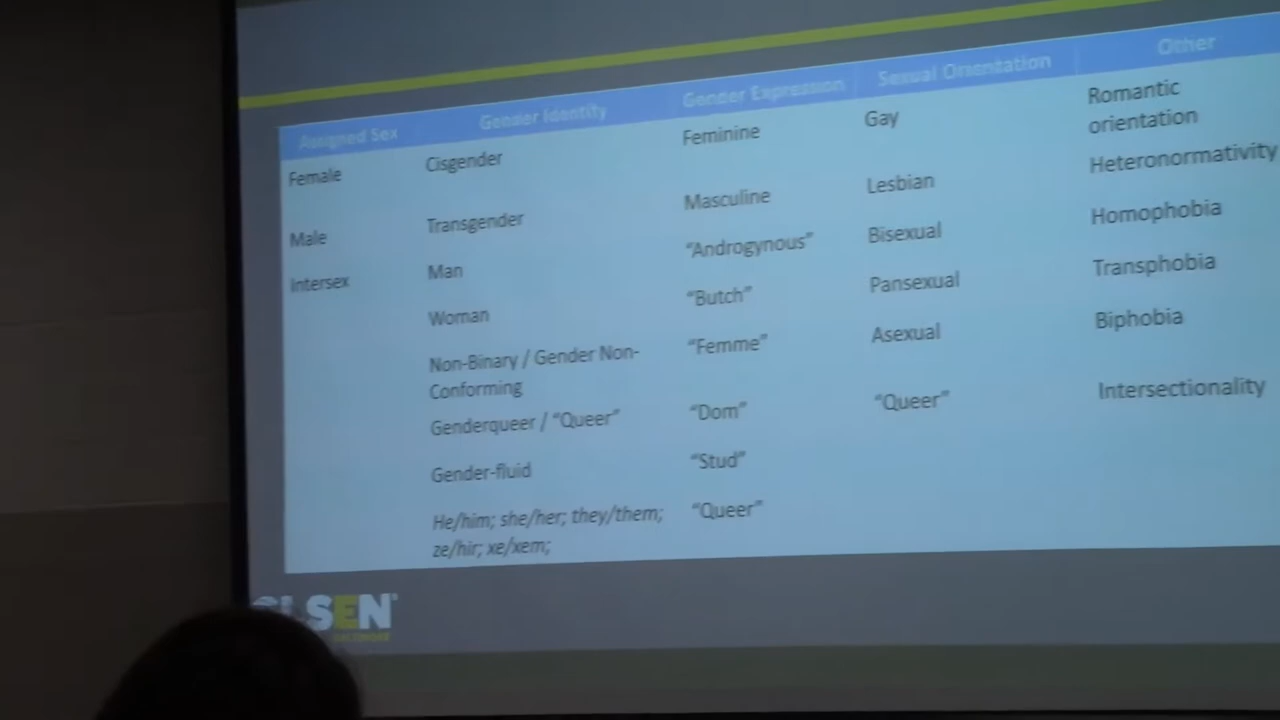 Assigned Sex
Gender Identity
Gender Expression
Sexual Orientation
Other
Female
Male
Intersex
Cisgender
Transgender
Man
Woman
Non-Binary / Gender Non-
Conforming
Genderqueer / “Queer”
Gender-fluid
He/him; she/her; they/them;
ze/hir; xe/xem;
Feminine
Masculine
“Androgynous”
“Butch”
“Femme”
“Dom”
“Stud”
“Queer”
Gay
Lesbian
Bisexual
Pansexual
Asexual
“Queer”
Romantic
orientation
Heteronormativity
Homophobia
Transphobia
Biphobia
Intersectionality
GLSEN®